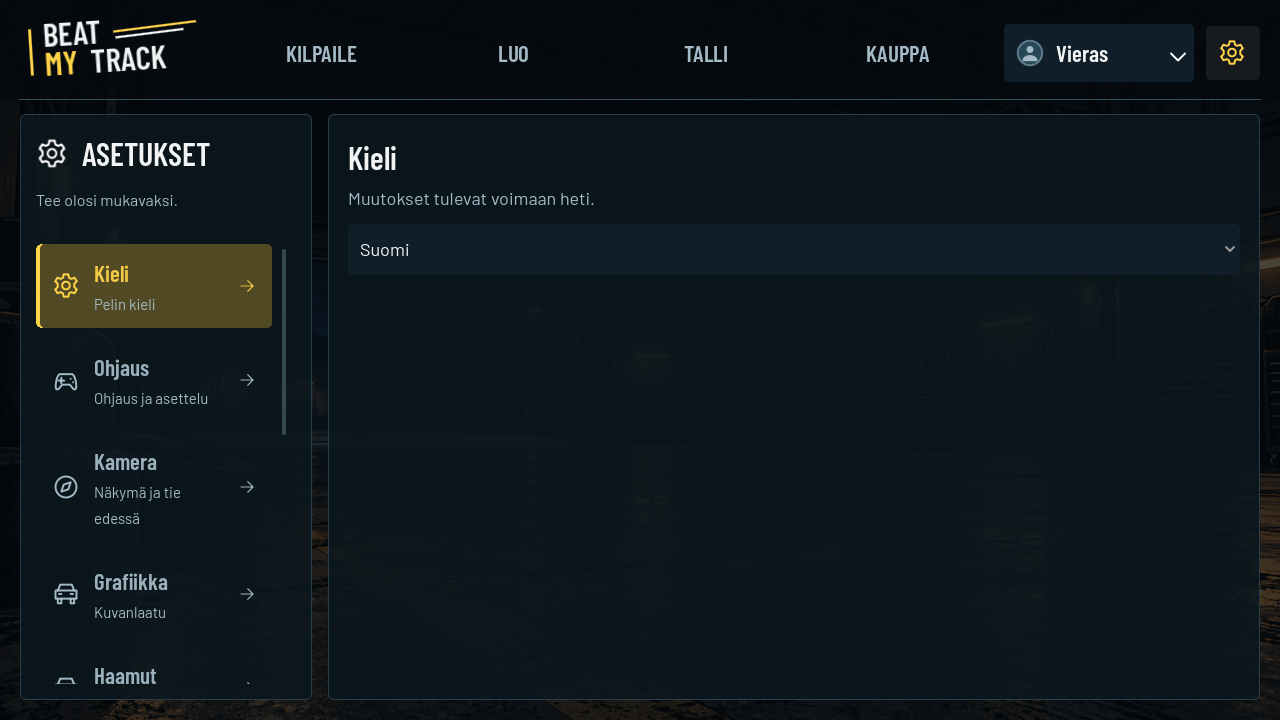 BEAT
MY TRACK
KILPAILE
LUO
TALLI
KAUPPA
Vieras
ASETUKSET
Tee olosi mukavaksi.
Kieli
Pelin kieli
Ohjaus
Ohjaus ja asettelu
Kamera
Näkymä ja tie
edessä
Grafiikka
Kuvanlaatu
Haamut
Kieli
Muutokset tulevat voimaan heti.
Suomi